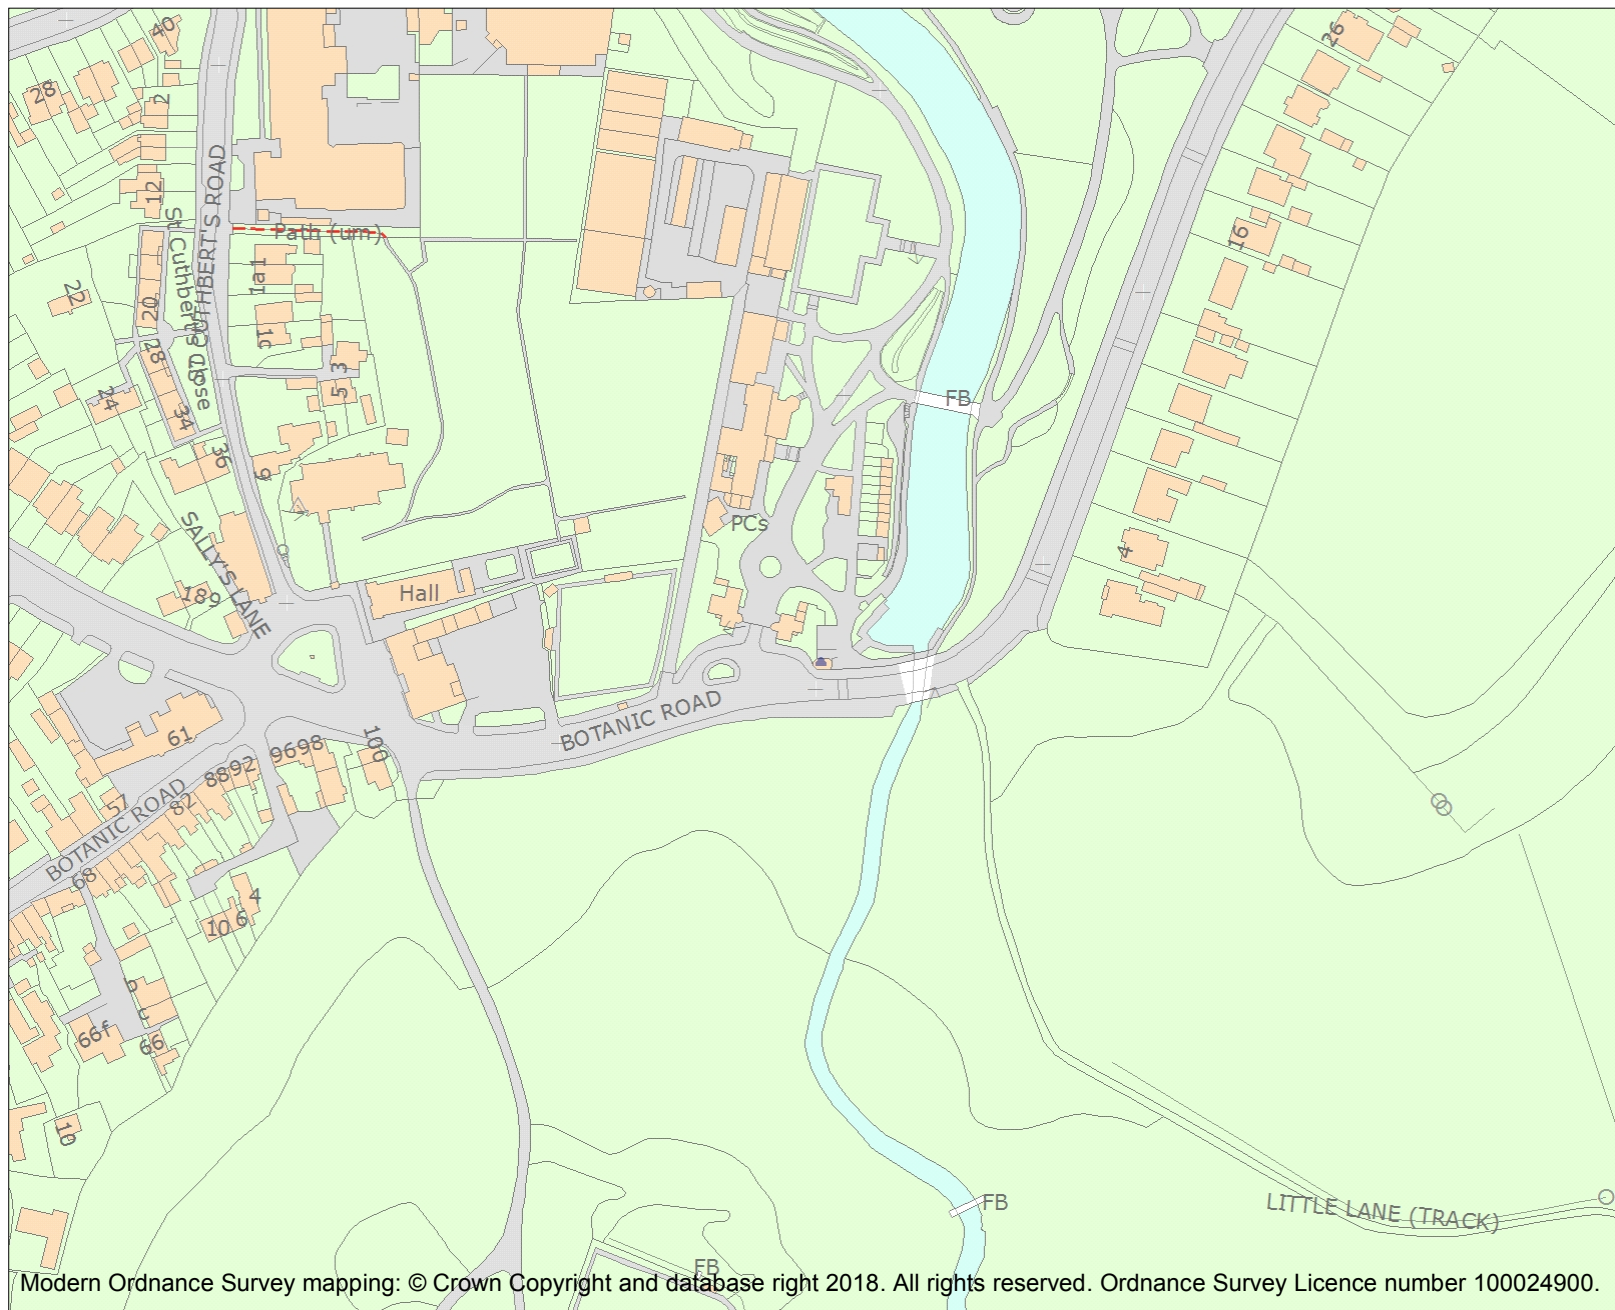 40
26
28
2
12
St Cuthbert's Close
ST CUTHBERT'S ROAD
Path (um)
16
1a1
22
20
1c
28
3
5
24
34
FB
36
9
PCs
4
SALLY'S LANE
Hall
189
BOTANIC ROAD
61
100
9698
8892
57
82
BOTANIC ROAD
68
4
6
10
b
c
66f
66
10
FB
LITTLE LANE (TRACK)
FB
Modern Ordnance Survey mapping: © Crown Copyright and database right 2018. All rights reserved. Ordnance Survey Licence number 100024900.